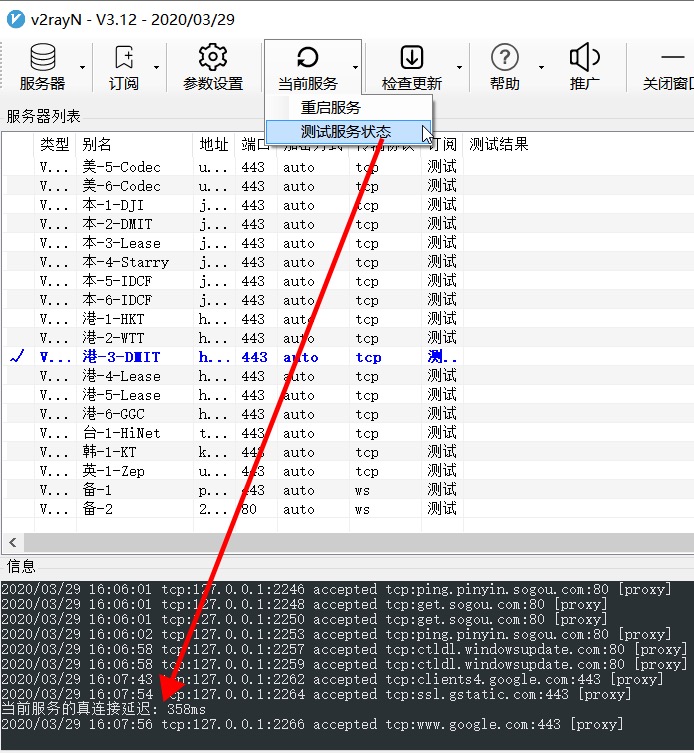 v2rayN - V3.12 - 2020/03/29
服务器 订阅 参数设置 当前服务 检查更新 帮助 推广 关闭窗口
重启服务
服务器列表
测试服务状态
类型 别名 地址 端口 加密方式 传输协议 订阅 测试结果
V... 美-5-Codec u... 443 auto tcp 测试
V... 美-6-Codec u... 443 auto tcp 测试
V... 本-1-DJI j... 443 auto tcp 测试
V... 本-2-DMIT j... 443 auto tcp 测试
V... 本-3-Lease j... 443 auto tcp 测试
V... 本-4-Starry j... 443 auto tcp 测试
V... 本-5-IDCF j... 443 auto tcp 测试
V... 本-6-IDCF j... 443 auto tcp 测试
V... 港-1-HKT h... 443 auto tcp 测试
V... 港-2-WTT h... 443 auto tcp 测试
V... 港-3-DMIT h... 443 auto tcp 测...
V... 港-4-Lease h... 443 auto tcp 测试
V... 港-5-Lease h... 443 auto tcp 测试
V... 港-6-GGC h... 443 auto tcp 测试
V... 台-1-HiNet t... 443 auto tcp 测试
V... 韩-1-KT k... 443 auto tcp 测试
V... 英-1-Zep u... 443 auto tcp 测试
V... 备-1 p... 443 auto ws 测试
V... 备-2 2... 80 auto ws 测试
信息
2020/03/29 16:06:01 tcp:127.0.0.1:2246 accepted tcp:ping.pinyin.sogou.com:80 [proxy]
2020/03/29 16:06:01 tcp:127.0.0.1:2248 accepted tcp:get.sogou.com:80 [proxy]
2020/03/29 16:06:01 tcp:127.0.0.1:2250 accepted tcp:get.sogou.com:80 [proxy]
2020/03/29 16:06:02 tcp:127.0.0.1:2253 accepted tcp:ping.pinyin.sogou.com:80 [proxy]
2020/03/29 16:06:58 tcp:127.0.0.1:2257 accepted tcp:ctldl.windowsupdate.com:80 [proxy]
2020/03/29 16:06:58 tcp:127.0.0.1:2259 accepted tcp:ctldl.windowsupdate.com:80 [proxy]
2020/03/29 16:07:43 tcp:127.0.0.1:2262 accepted tcp:clients4.google.com:443 [proxy]
2020/03/29 16:07:54 tcp:127.0.0.1:2264 accepted tcp:ssl.gstatic.com:443 [proxy]
当前服务的真连接延迟: 358ms
2020/03/29 16:07:56 tcp:127.0.0.1:2266 accepted tcp:www.google.com:443 [proxy]